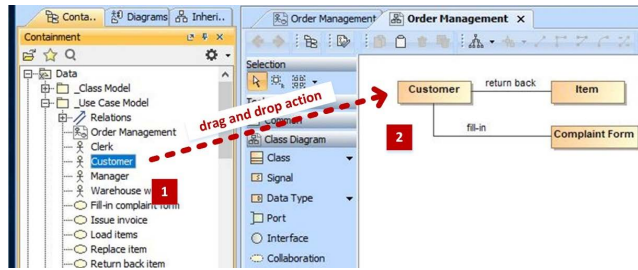 Conta..
Diagrams
Inheri..
Containment
Data
_Class Model
_Use Case Model
Relations
Order Management
Clerk
Customer
Manager
Warehouse w
Fill-in complaint form
Issue invoice
Load items
Replace item
Return back item
1
drag and drop action
Order Management
Order Management
Selection
Common
Class Diagram
Class
Signal
Data Type
Port
Interface
Collaboration
Customer
return back
Item
fill-in
Complaint Form
2